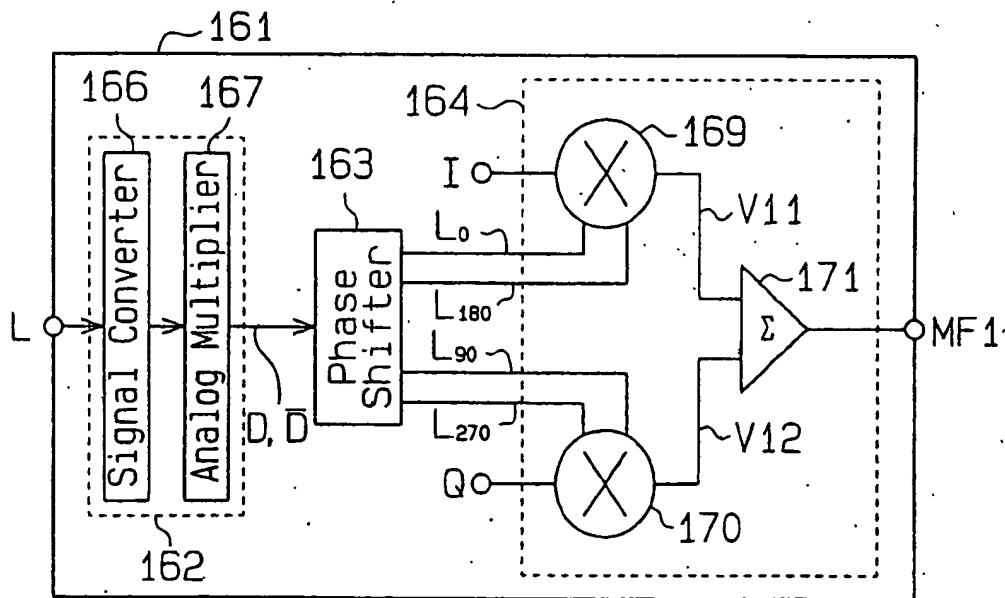 161
166
167
164
169
163
I
V11
L0
Signal Converter
Analog Multiplier
Phase Shifter
171
L180
L
Σ
MF1
L90
D, D̅
L270
V12
Q
170
162